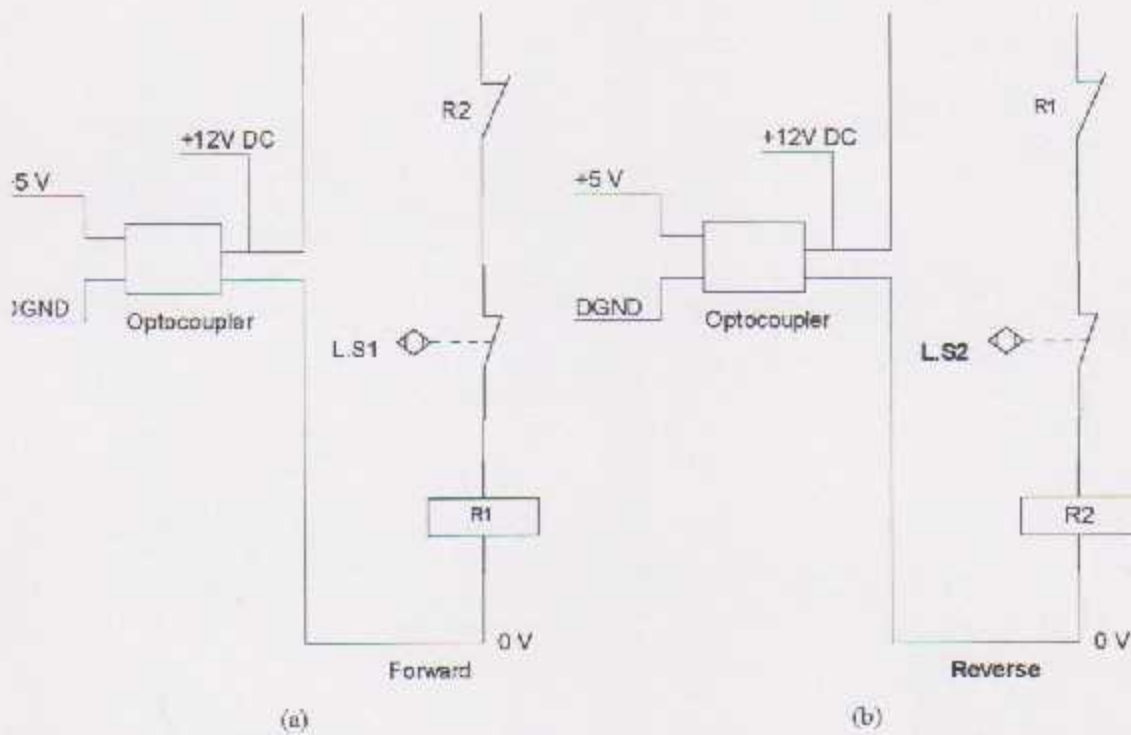 R2
+12V DC
+5 V
DGND
Optocoupler
L.S1
R1
0 V
Forward
(a)
R1
+12V DC
+5 V
DGND
Optocoupler
L.S2
R2
0 V
Reverse
(b)